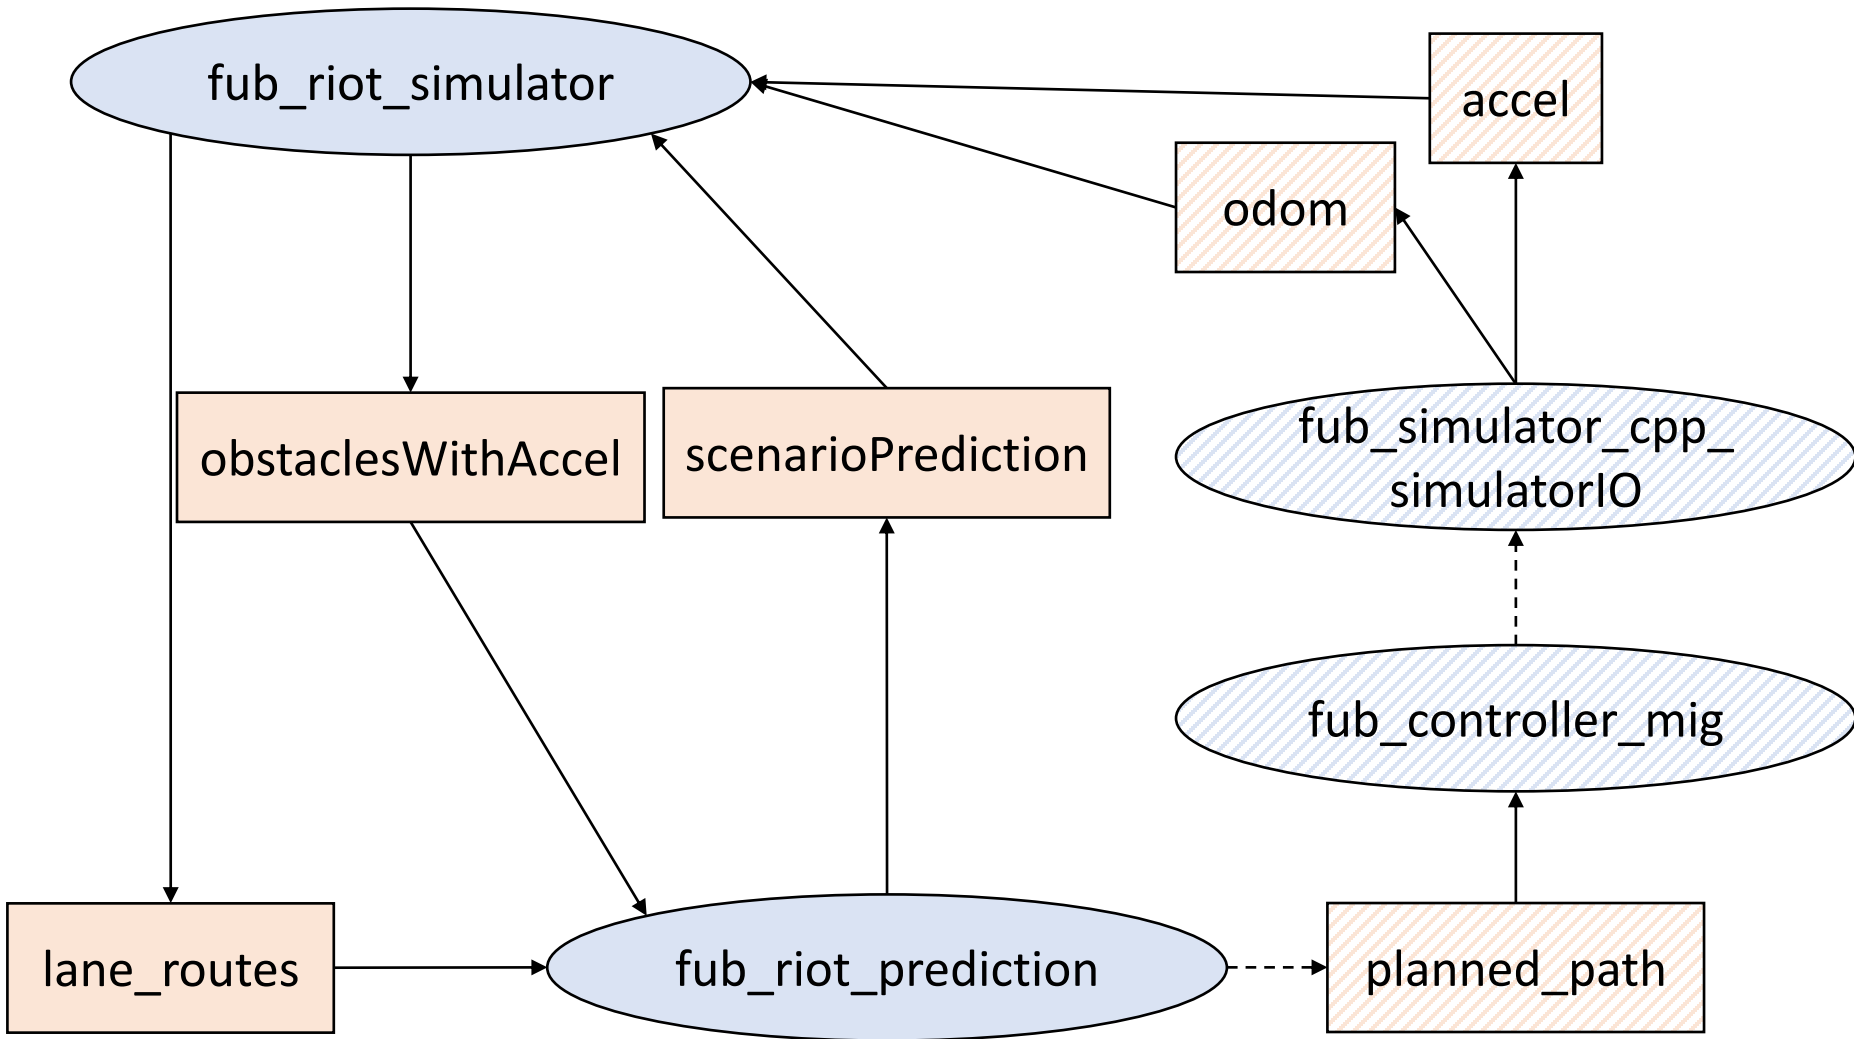 fub_riot_simulator
accel
odom
obstaclesWithAccel
scenarioPrediction
fub_simulator_cpp_
simulatorIO
fub_controller_mig
lane_routes
fub_riot_prediction
planned_path